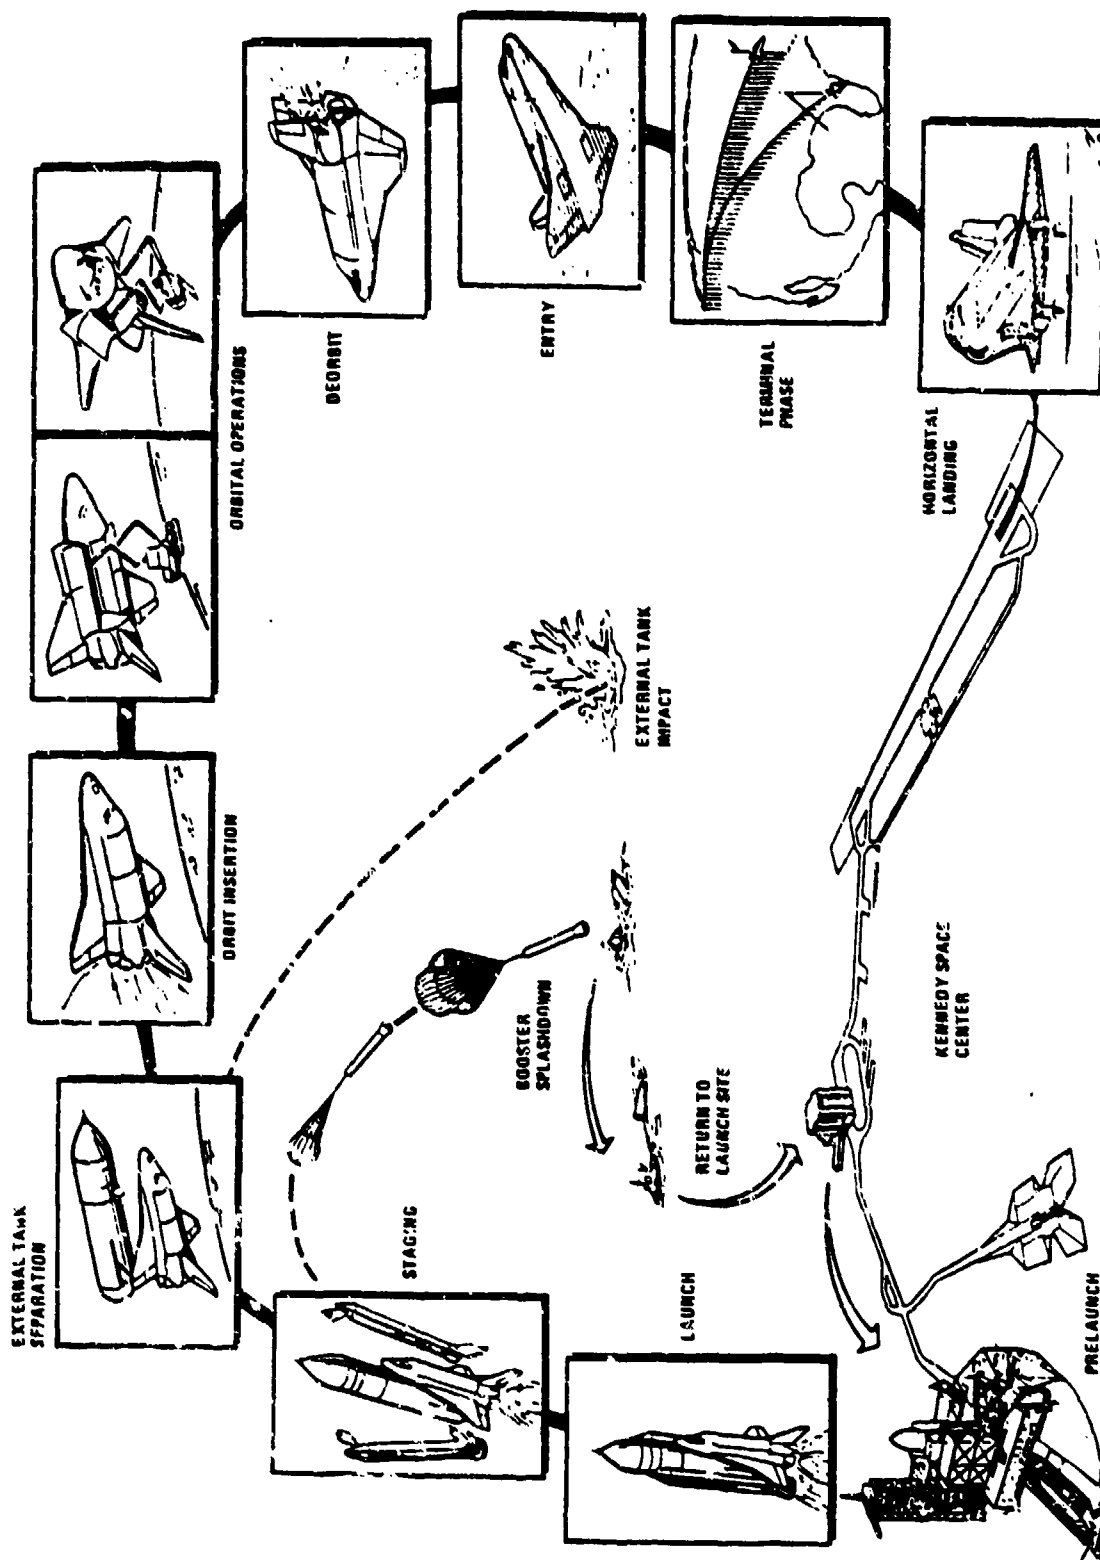 EXTERNAL TANK
SEPARATION
ORBIT INSERTION
ORBITAL OPERATIONS
DEORBIT
ENTRY
TERMINAL
PHASE
HORIZONTAL
LANDING
STAGING
BOOSTER
SPLASHDOWN
EXTERNAL TANK
IMPACT
RETURN TO
LAUNCH SITE
LAUNCH
KENNEDY SPACE
CENTER
PRELAUNCH